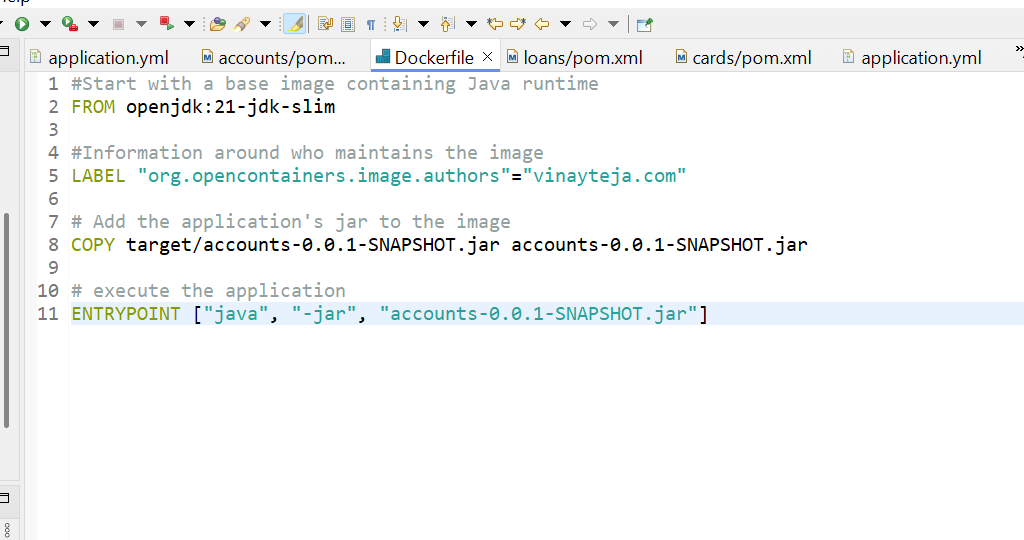 application.yml
accounts/pom...
Dockerfile
loans/pom.xml
cards/pom.xml
application.yml
1 #Start with a base image containing Java runtime
2 FROM openjdk:21-jdk-slim
3
4 #Information around who maintains the image
5 LABEL "org.opencontainers.image.authors"="vinayteja.com"
6
7 # Add the application's jar to the image
8 COPY target/accounts-0.0.1-SNAPSHOT.jar accounts-0.0.1-SNAPSHOT.jar
9
10 # execute the application
11 ENTRYPOINT ["java", "-jar", "accounts-0.0.1-SNAPSHOT.jar"]